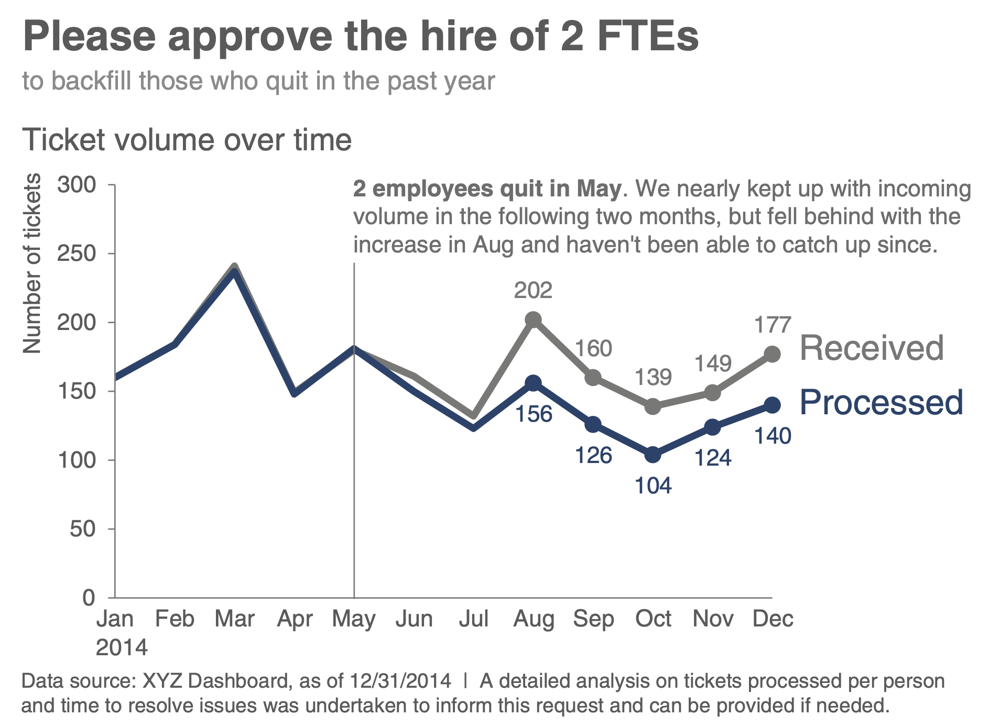 Please approve the hire of 2 FTEs
to backfill those who quit in the past year
Ticket volume over time
Number of tickets
300
250
200
150
100
50
0
2 employees quit in May. We nearly kept up with incoming
volume in the following two months, but fell behind with the
increase in Aug and haven't been able to catch up since.
202
160
139
149
177
Received
156
126
104
124
140
Processed
Jan Feb Mar Apr May Jun Jul Aug Sep Oct Nov Dec
2014
Data source: XYZ Dashboard, as of 12/31/2014 | A detailed analysis on tickets processed per person
and time to resolve issues was undertaken to inform this request and can be provided if needed.